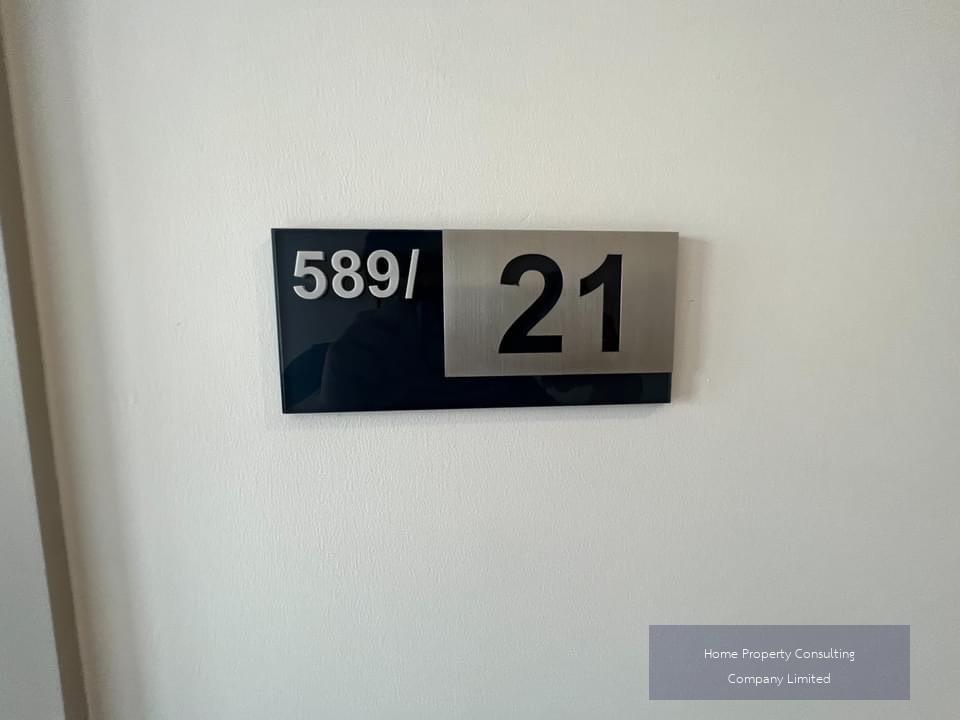 589/ 21
Home Property Consulting
Company Limited